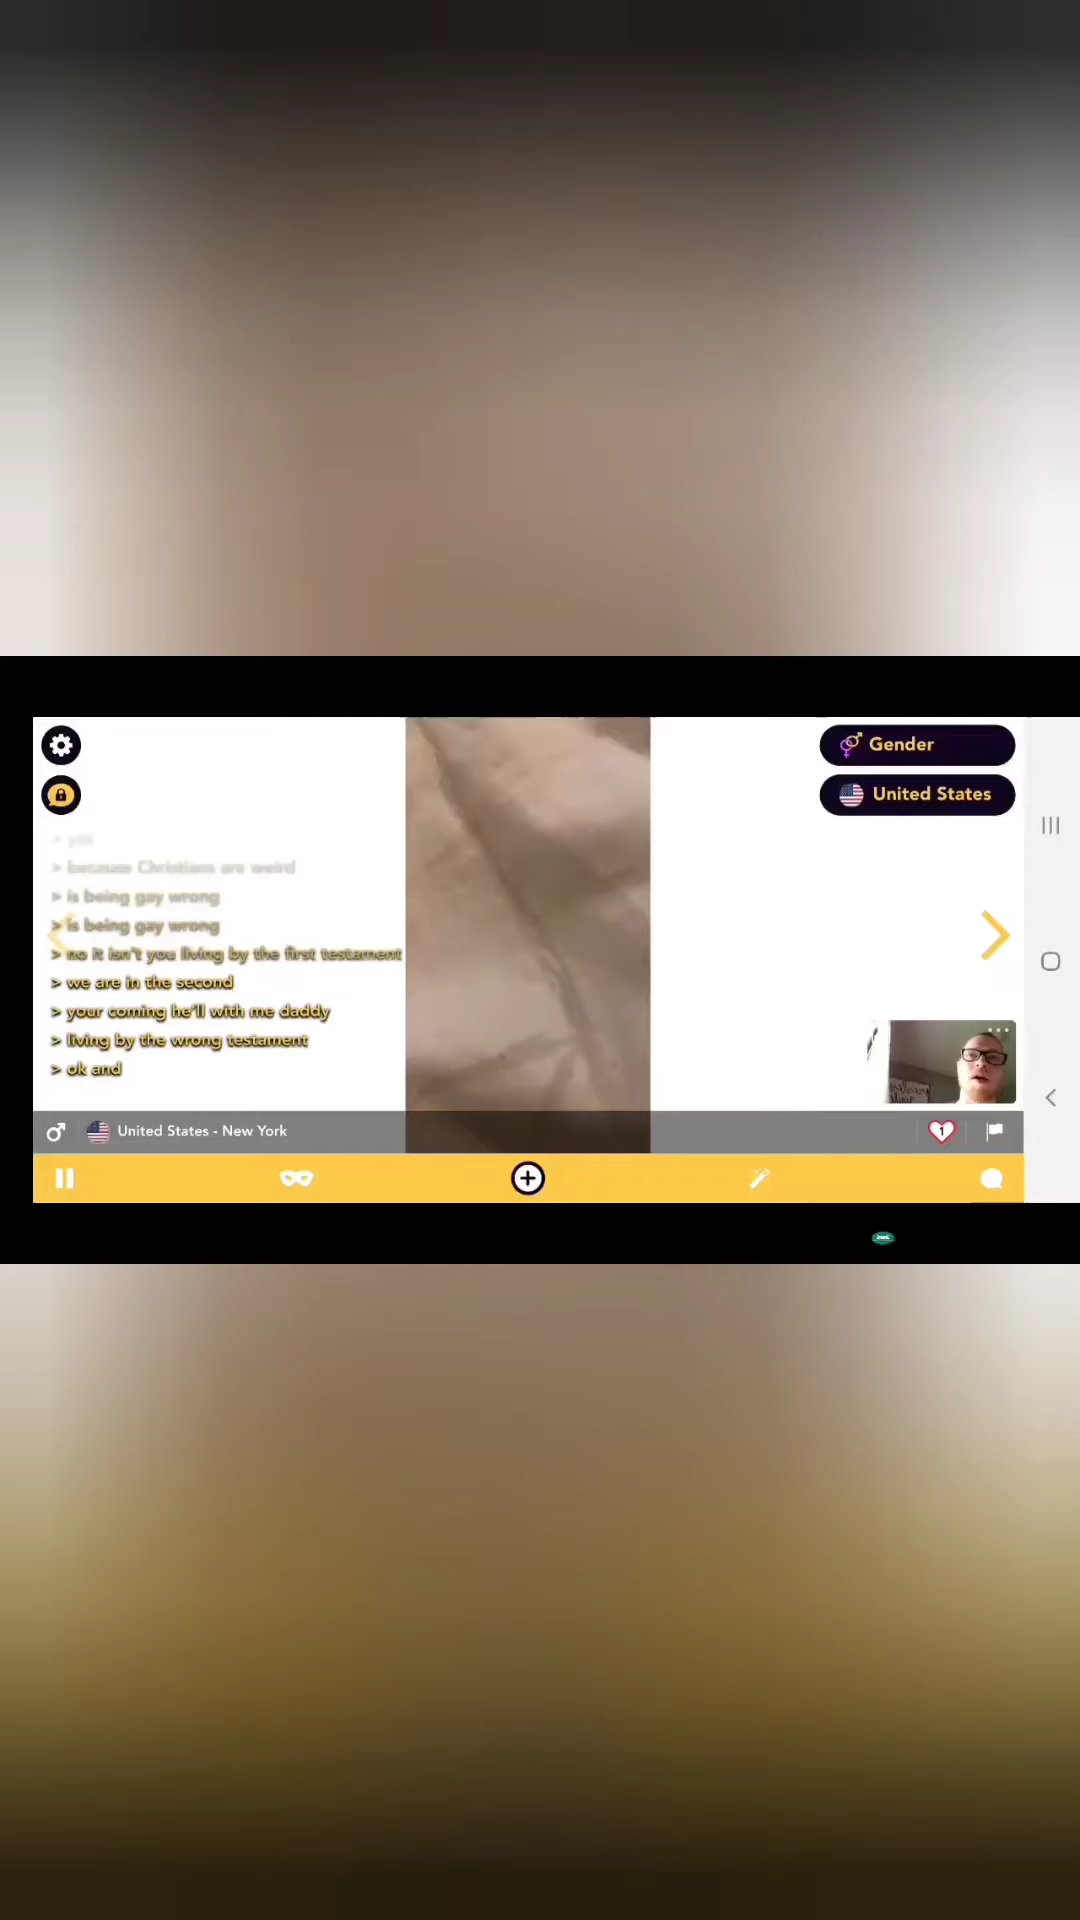 Gender
United States
> yes
> because Christians are weird
> is being gay wrong
> is being gay wrong
> no it isn't you living by the first testament
> we are in the second
> your coming he'll with me daddy
> living by the wrong testament
> ok and
United States - New York
1